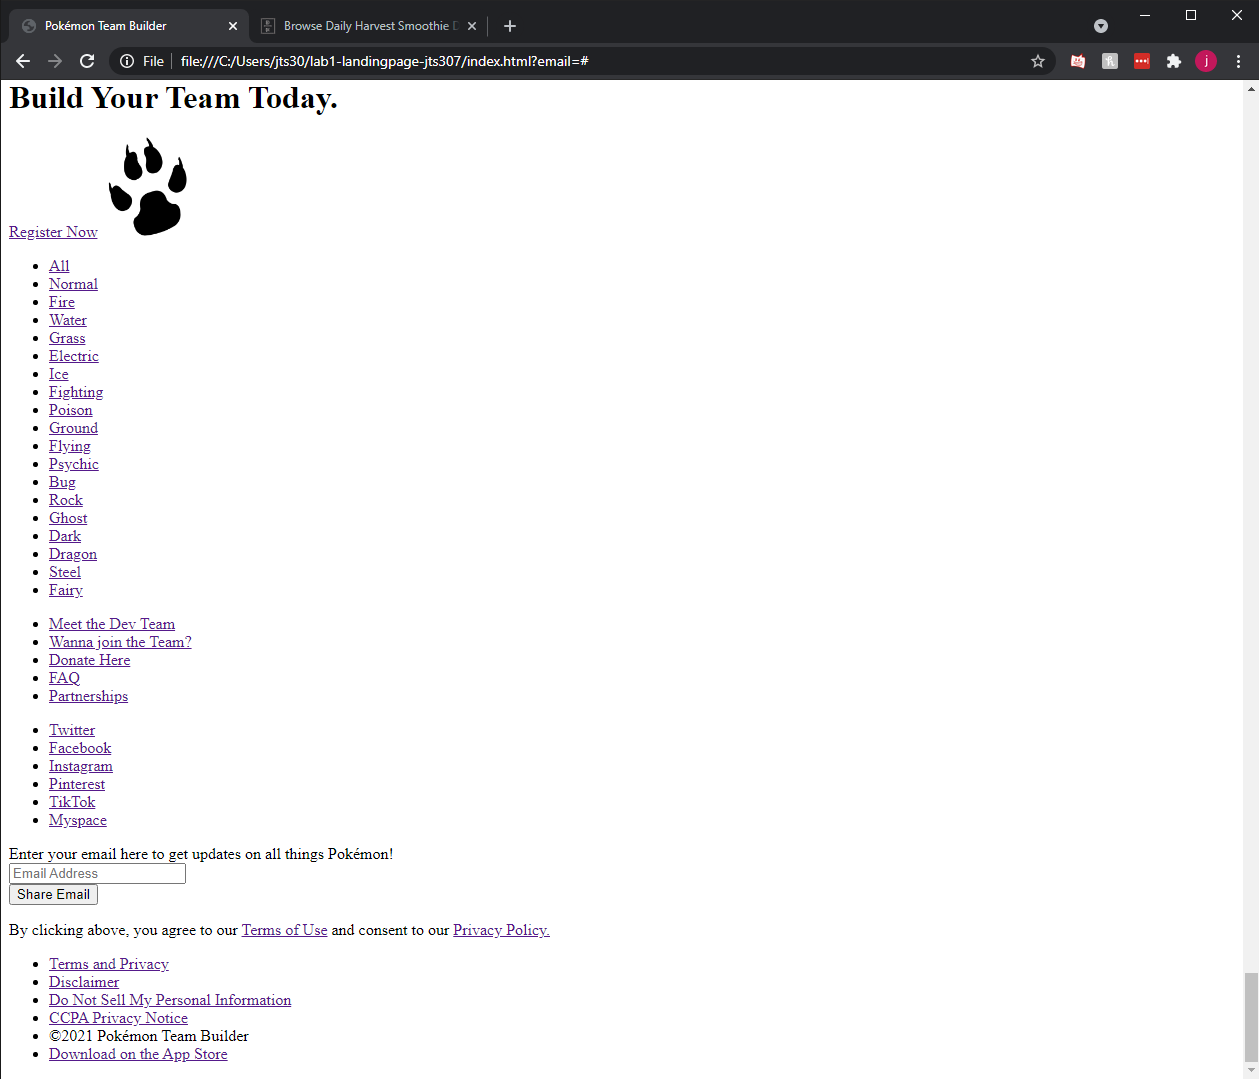 Pokémon Team Builder
Browse Daily Harvest Smoothie
File
file:///C:/Users/jts30/lab1-landingpage-jts307/index.html?email=#
j
Build Your Team Today.
Register Now
All
Normal
Fire
Water
Grass
Electric
Ice
Fighting
Poison
Ground
Flying
Psychic
Bug
Rock
Ghost
Dark
Dragon
Steel
Fairy
Meet the Dev Team
Wanna join the Team?
Donate Here
FAQ
Partnerships
Twitter
Facebook
Instagram
Pinterest
TikTok
Myspace
Enter your email here to get updates on all things Pokémon!
Email Address
Share Email
By clicking above, you agree to our Terms of Use and consent to our Privacy Policy.
Terms and Privacy
Disclaimer
Do Not Sell My Personal Information
CCPA Privacy Notice
©2021 Pokémon Team Builder
Download on the App Store